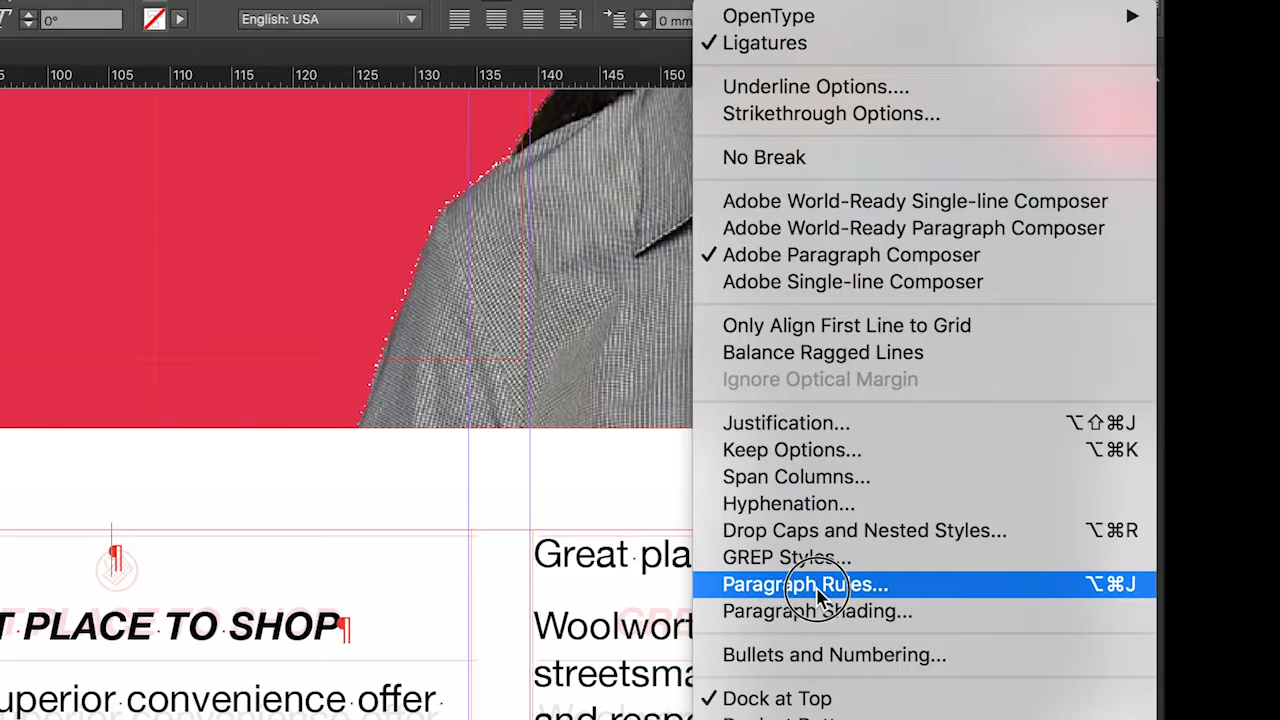 0°
English: USA
0 mm
100 105 110 115 120 125 130 135 140 145 150
OpenType
Ligatures
Underline Options....
Strikethrough Options...
No Break
Adobe World-Ready Single-line Composer
Adobe World-Ready Paragraph Composer
Adobe Paragraph Composer
Adobe Single-line Composer
Only Align First Line to Grid
Balance Ragged Lines
Ignore Optical Margin
Justification... ⌥⇧⌘J
Keep Options... ⌥⌘K
Span Columns...
Hyphenation...
Drop Caps and Nested Styles... ⌥⌘R
GREP Styles...
Paragraph Rules... ⌥⌘J
Paragraph Shading...
Bullets and Numbering...
Dock at Top
¶
T PLACE TO SHOP¶
uperior convenience offer
Great pla
Woolwort
streetsma